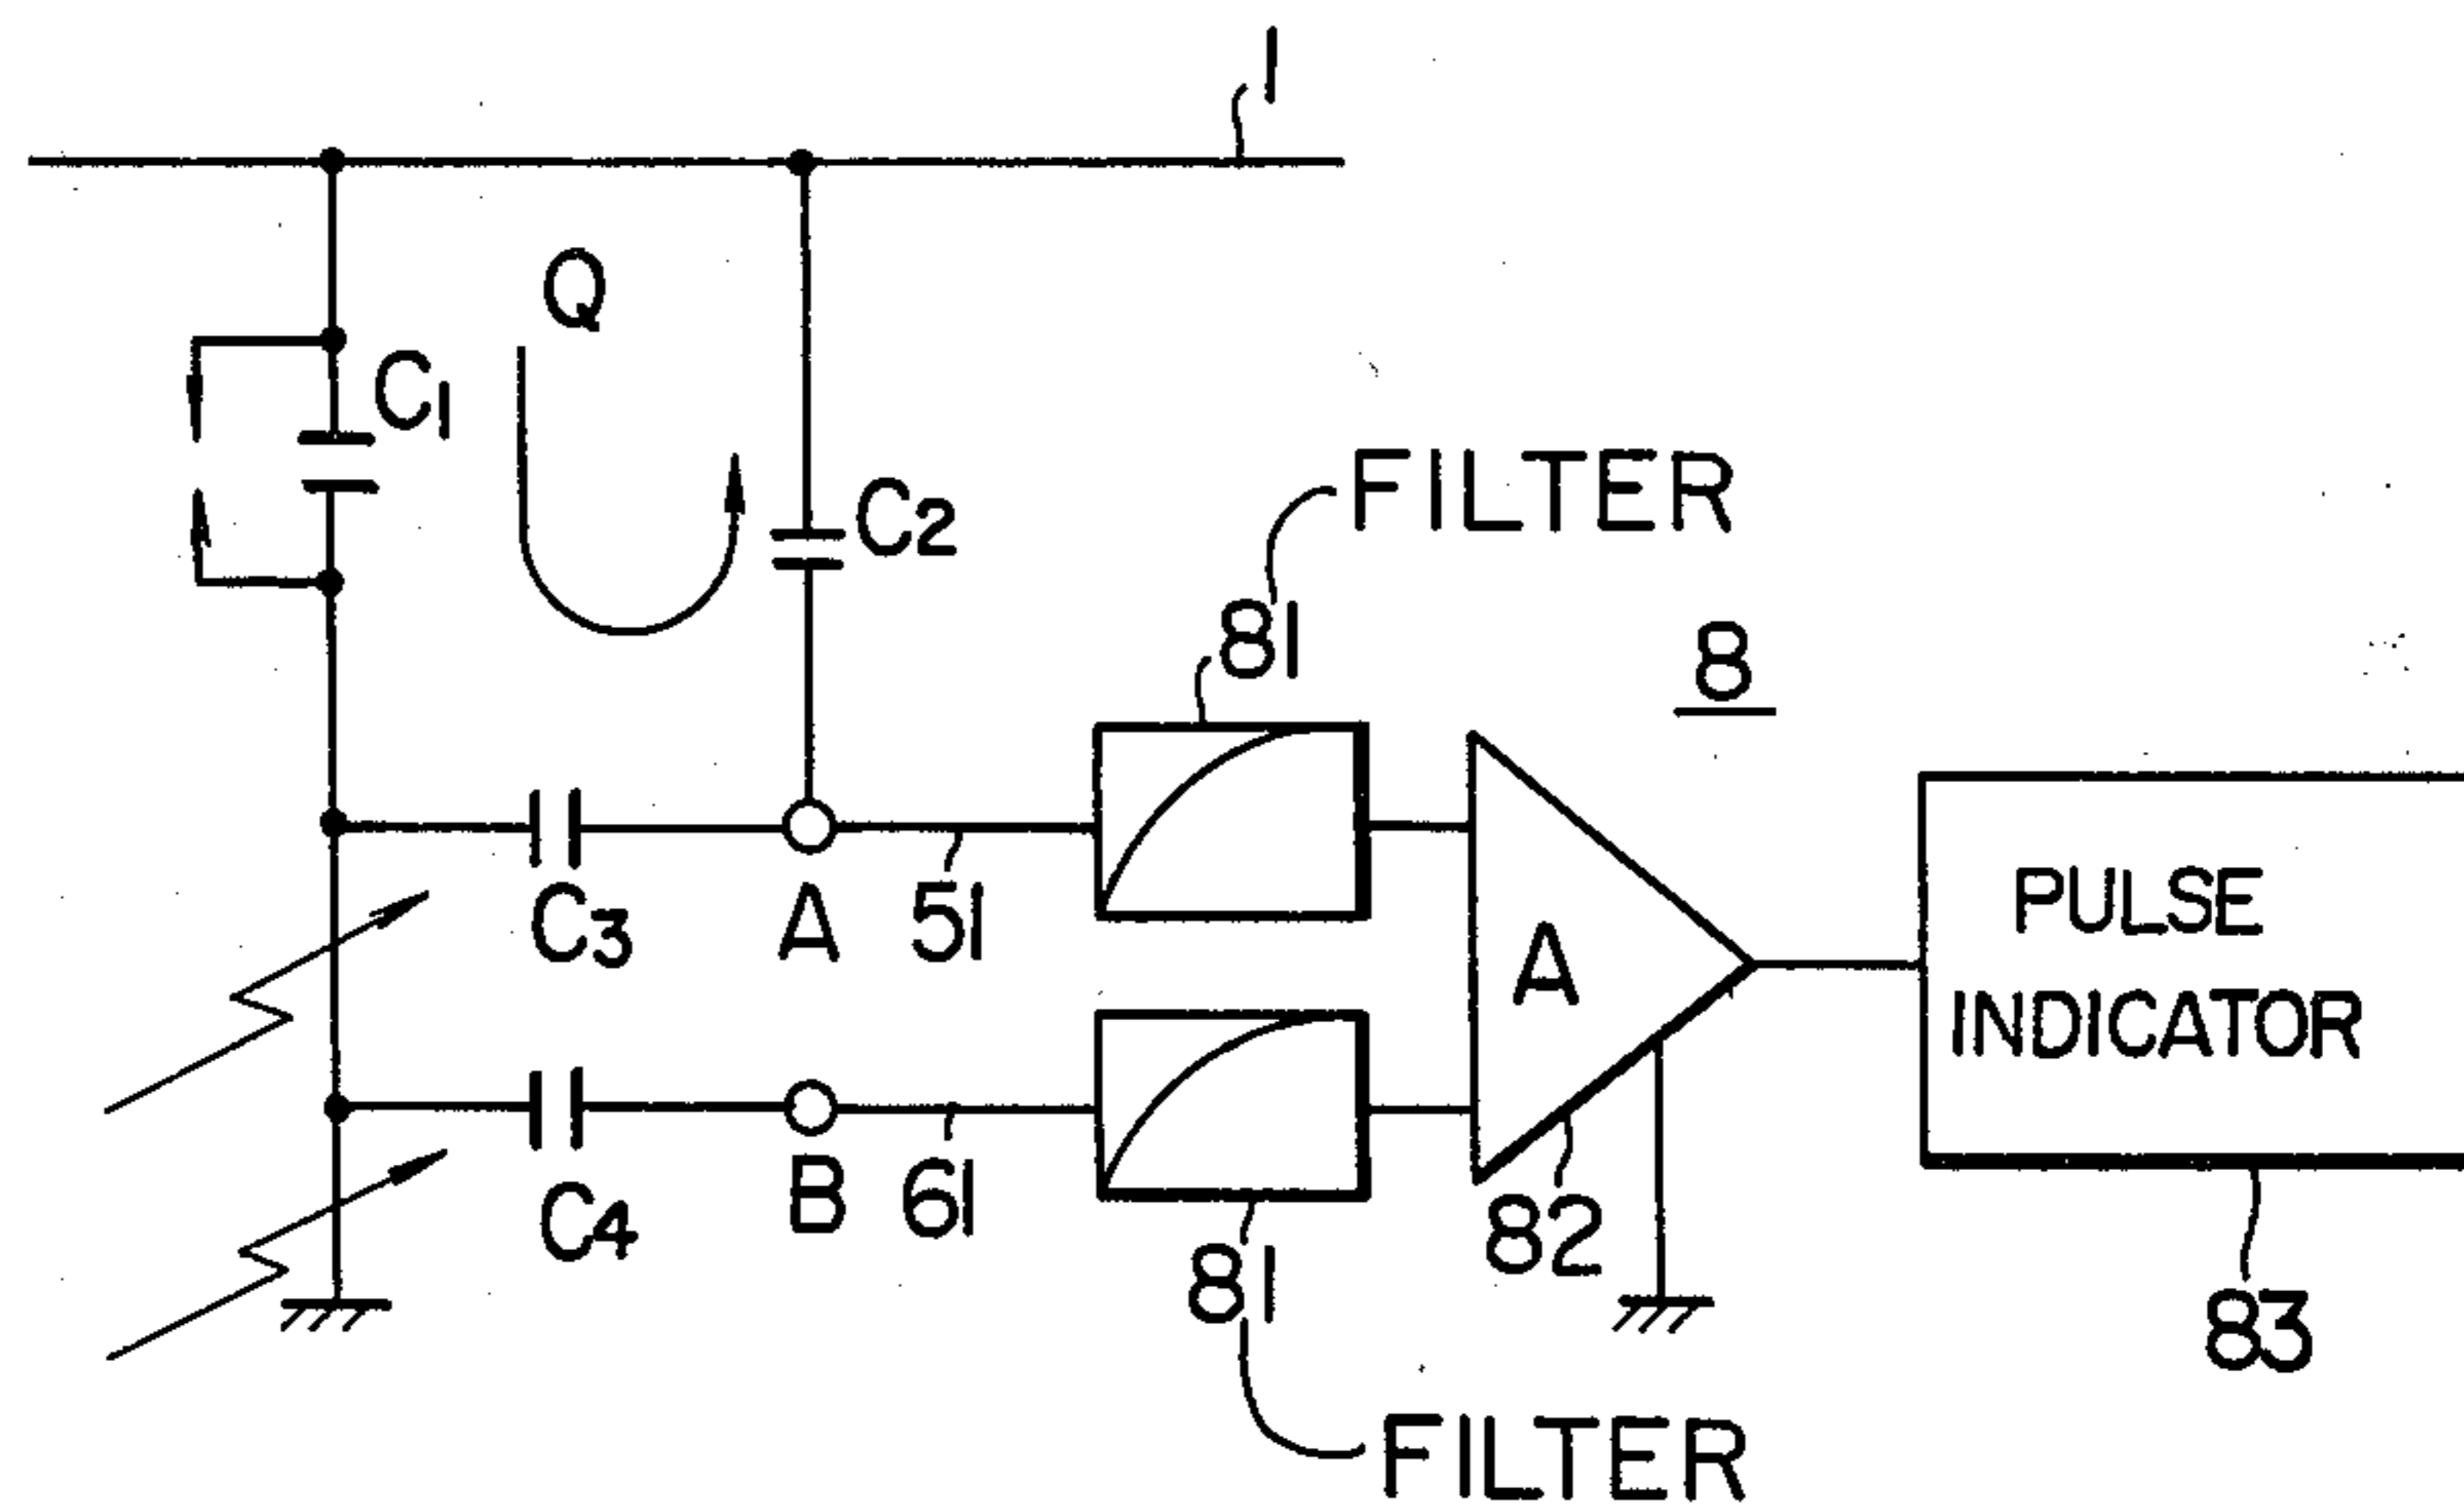 1
Q
C1
C2
FILTER
81
8
C3
A
51
A
PULSE
INDICATOR
C4
B
61
81
82
83
FILTER